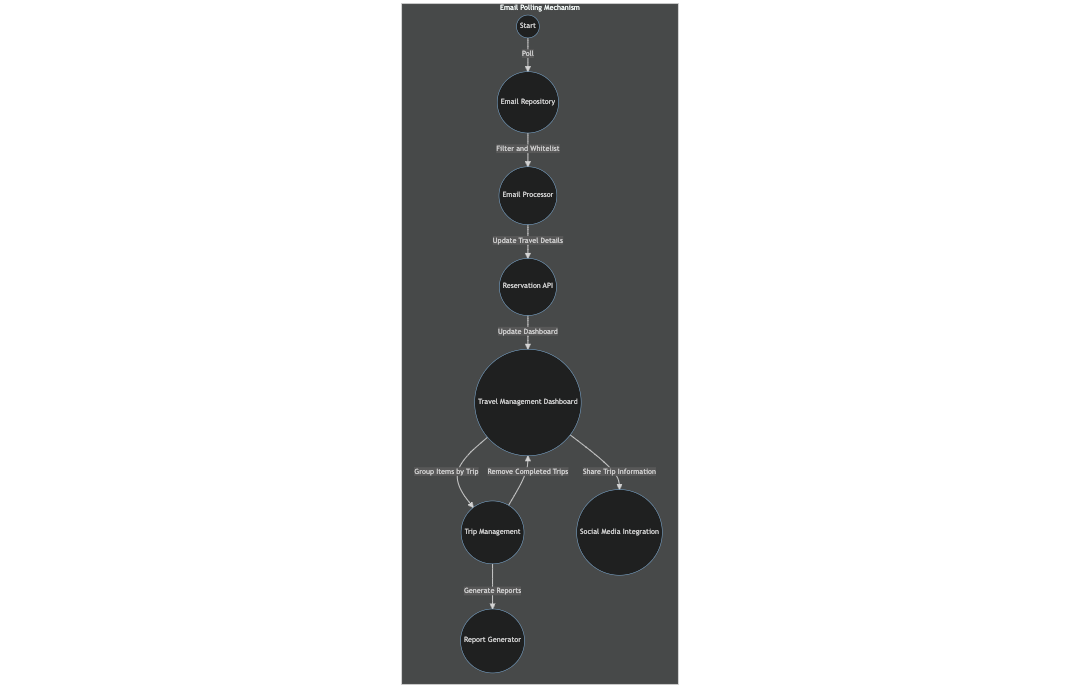 Email Polling Mechanism
Start
Poll
Email Repository
Filter and Whitelist
Email Processor
Update Travel Details
Reservation API
Update Dashboard
Travel Management Dashboard
Group Items by Trip
Remove Completed Trips
Share Trip Information
Trip Management
Social Media Integration
Generate Reports
Report Generator